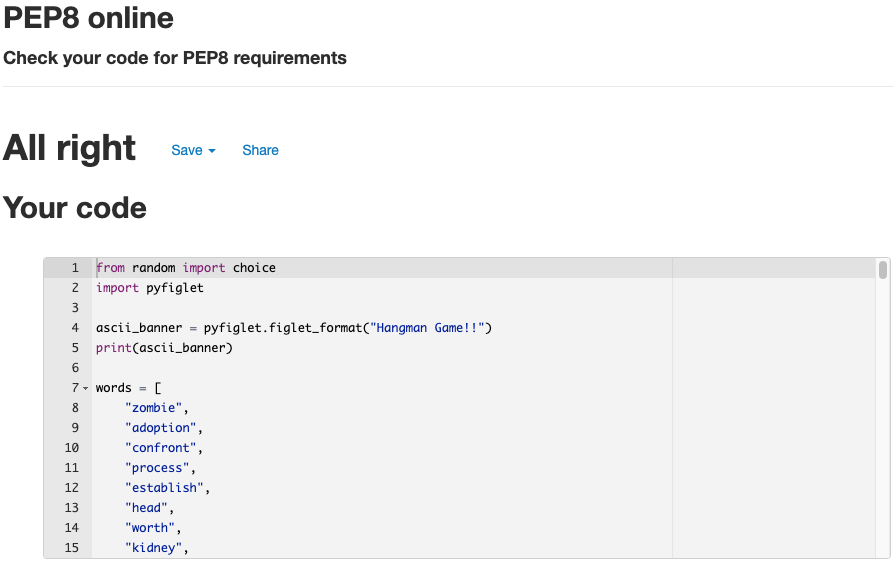 PEP8 online
Check your code for PEP8 requirements
All right Save Share
Your code
1 from random import choice
2 import pyfiglet
3
4 ascii_banner = pyfiglet.figlet_format("Hangman Game!!")
5 print(ascii_banner)
6
7 words = [
8 "zombie",
9 "adoption",
10 "confront",
11 "process",
12 "establish",
13 "head",
14 "worth",
15 "kidney",